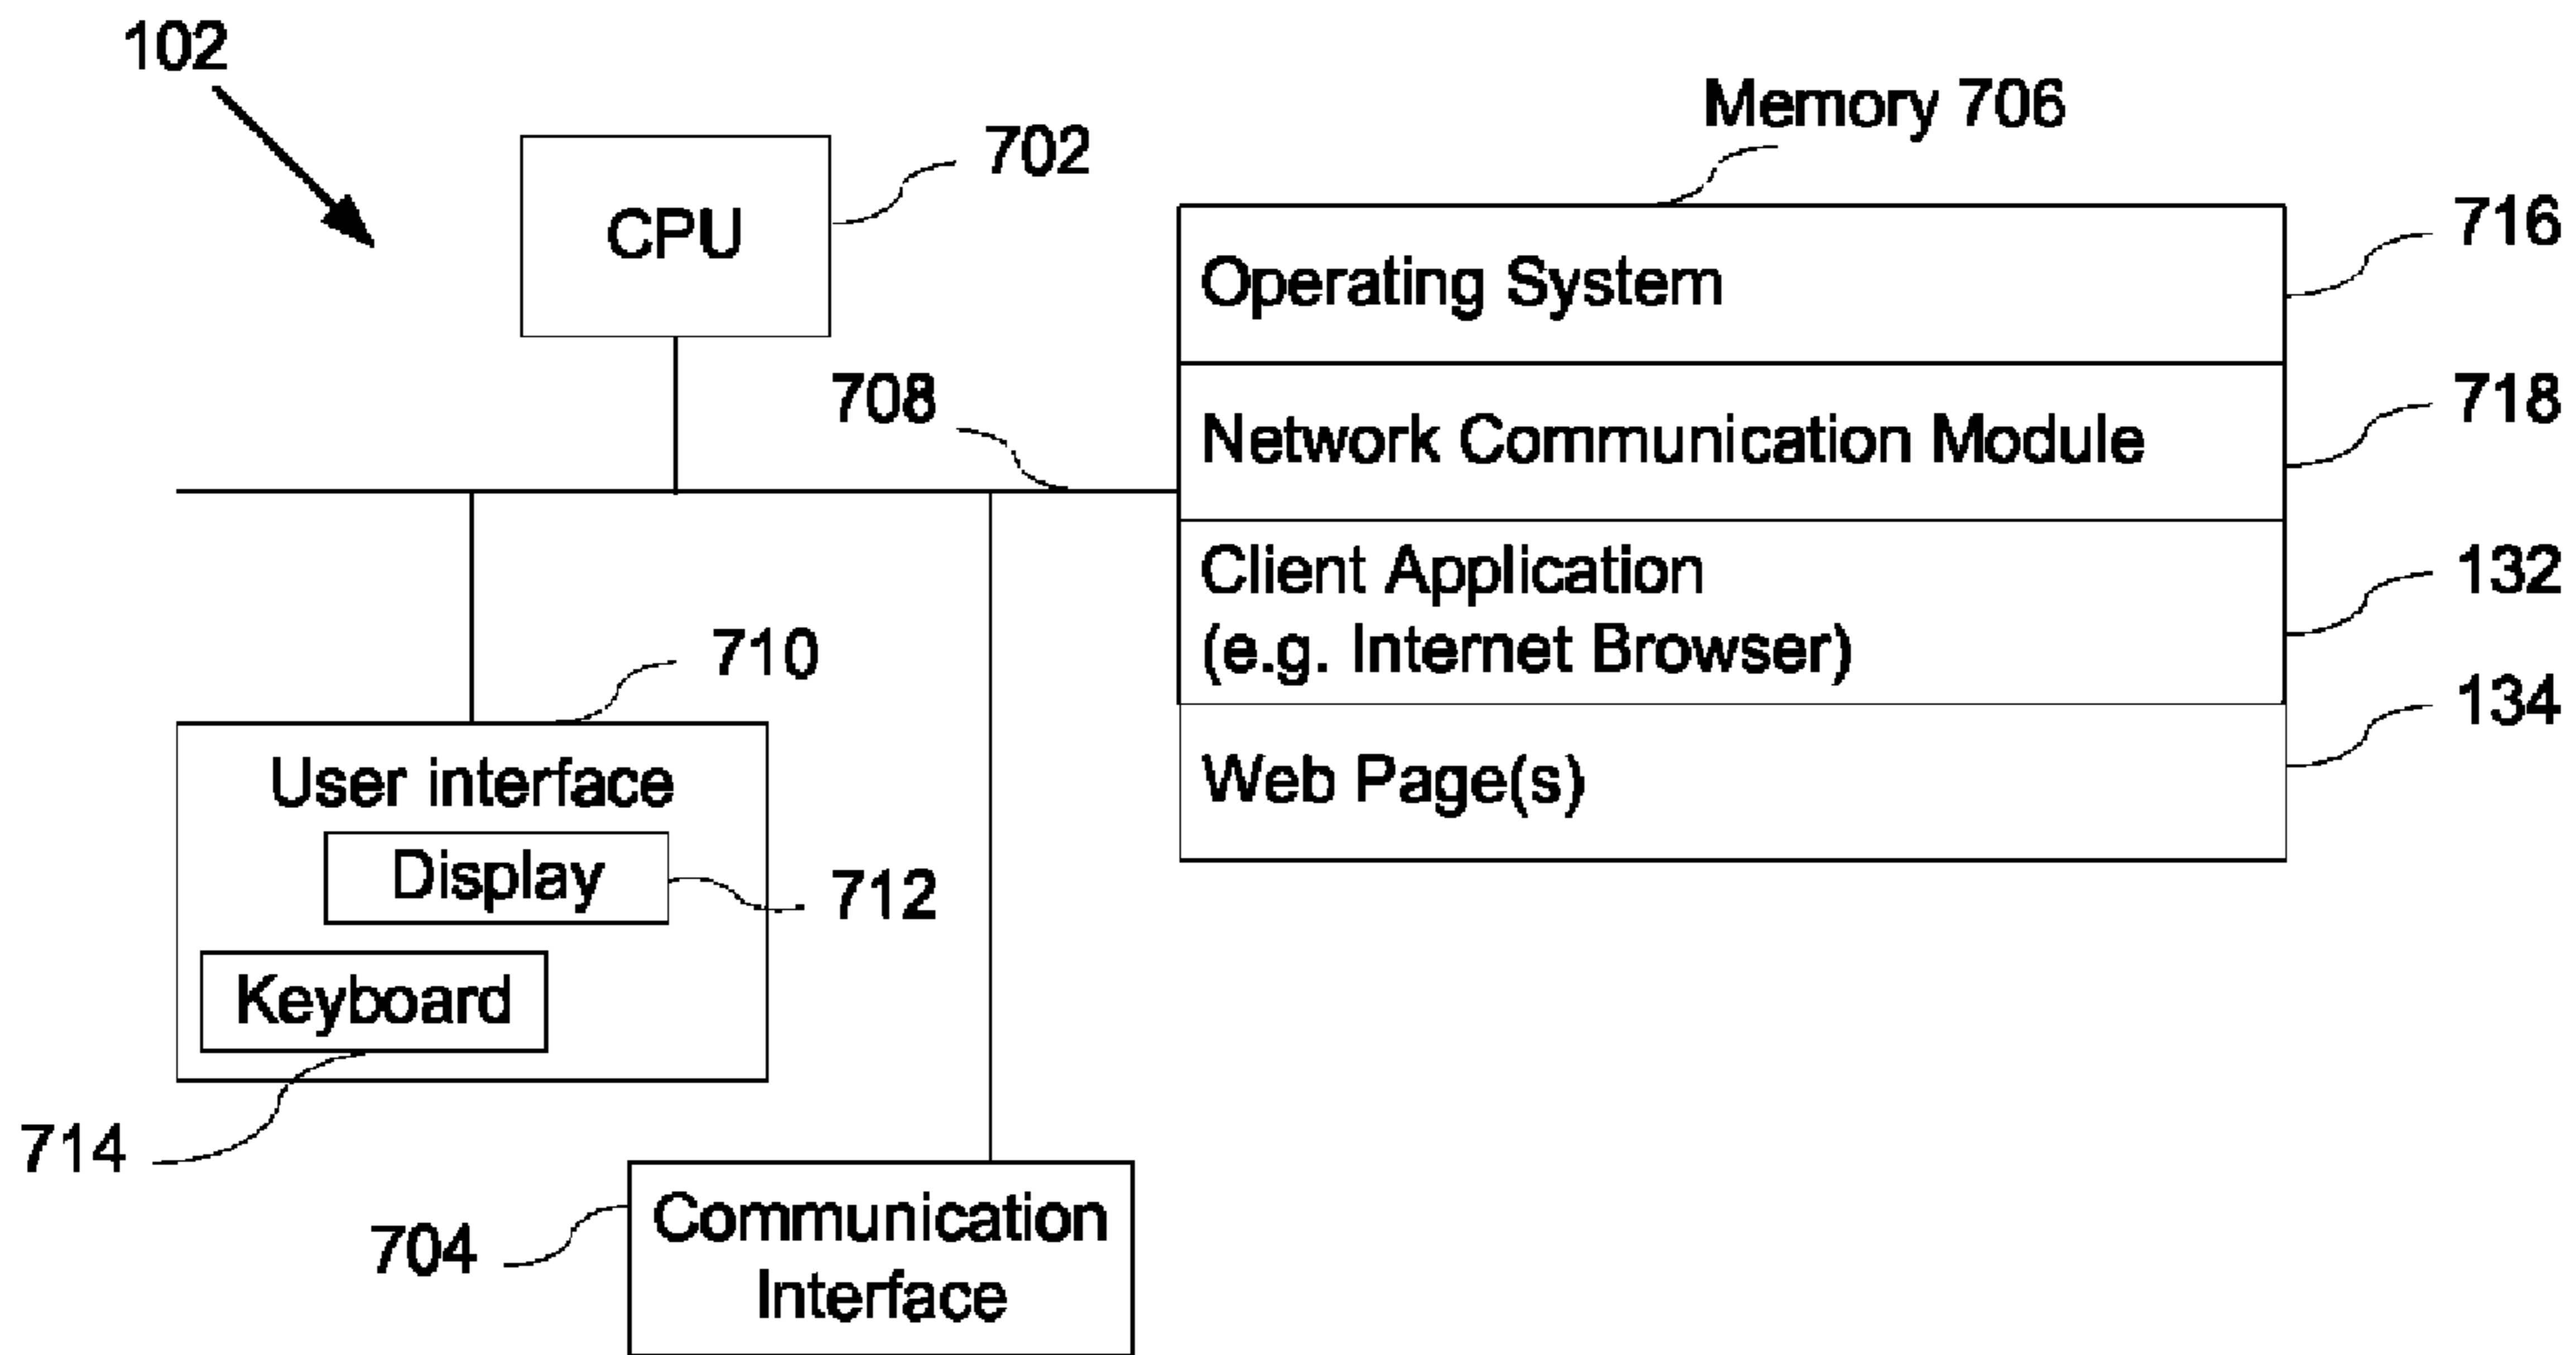 102
CPU
702
Memory 706
Operating System
716
708
Network Communication Module
718
Client Application
(e.g. Internet Browser)
132
Web Page(s)
134
710
User interface
Display
712
Keyboard
714
704
Communication
Interface